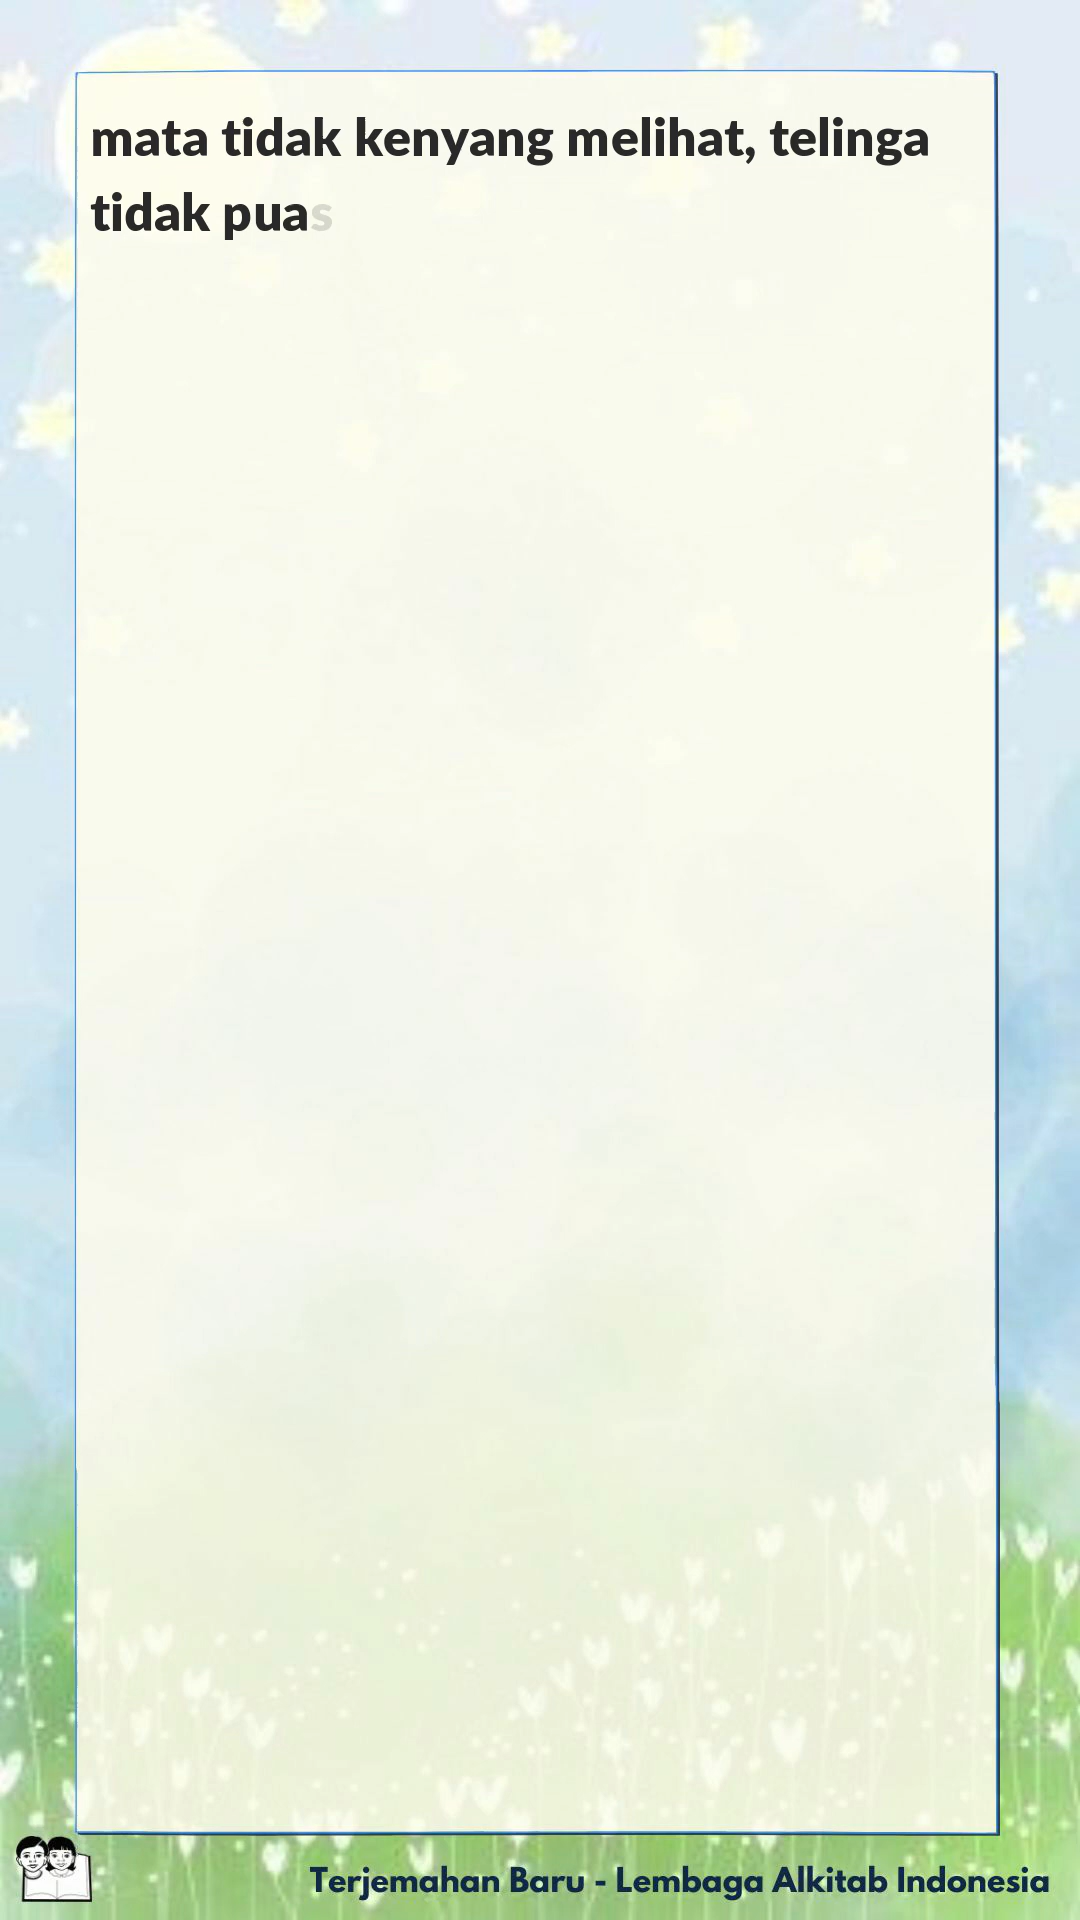 mata tidak kenyang melihat, telinga
tidak puas
Terjemahan Baru - Lembaga Alkitab Indonesia